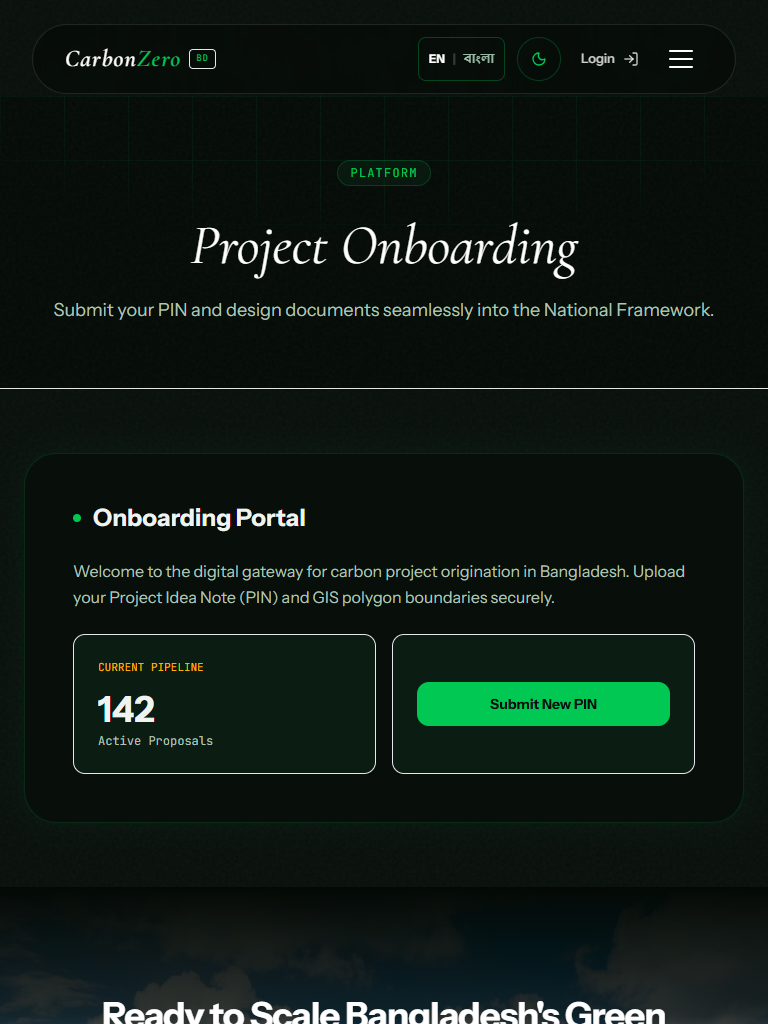 CarbonZero BD
EN | বাংলা
Login
PLATFORM
Project Onboarding
Submit your PIN and design documents seamlessly into the National Framework.
Onboarding Portal
Welcome to the digital gateway for carbon project origination in Bangladesh. Upload
your Project Idea Note (PIN) and GIS polygon boundaries securely.
CURRENT PIPELINE
142
Active Proposals
Submit New PIN
Ready to Scale Bangladesh's Green